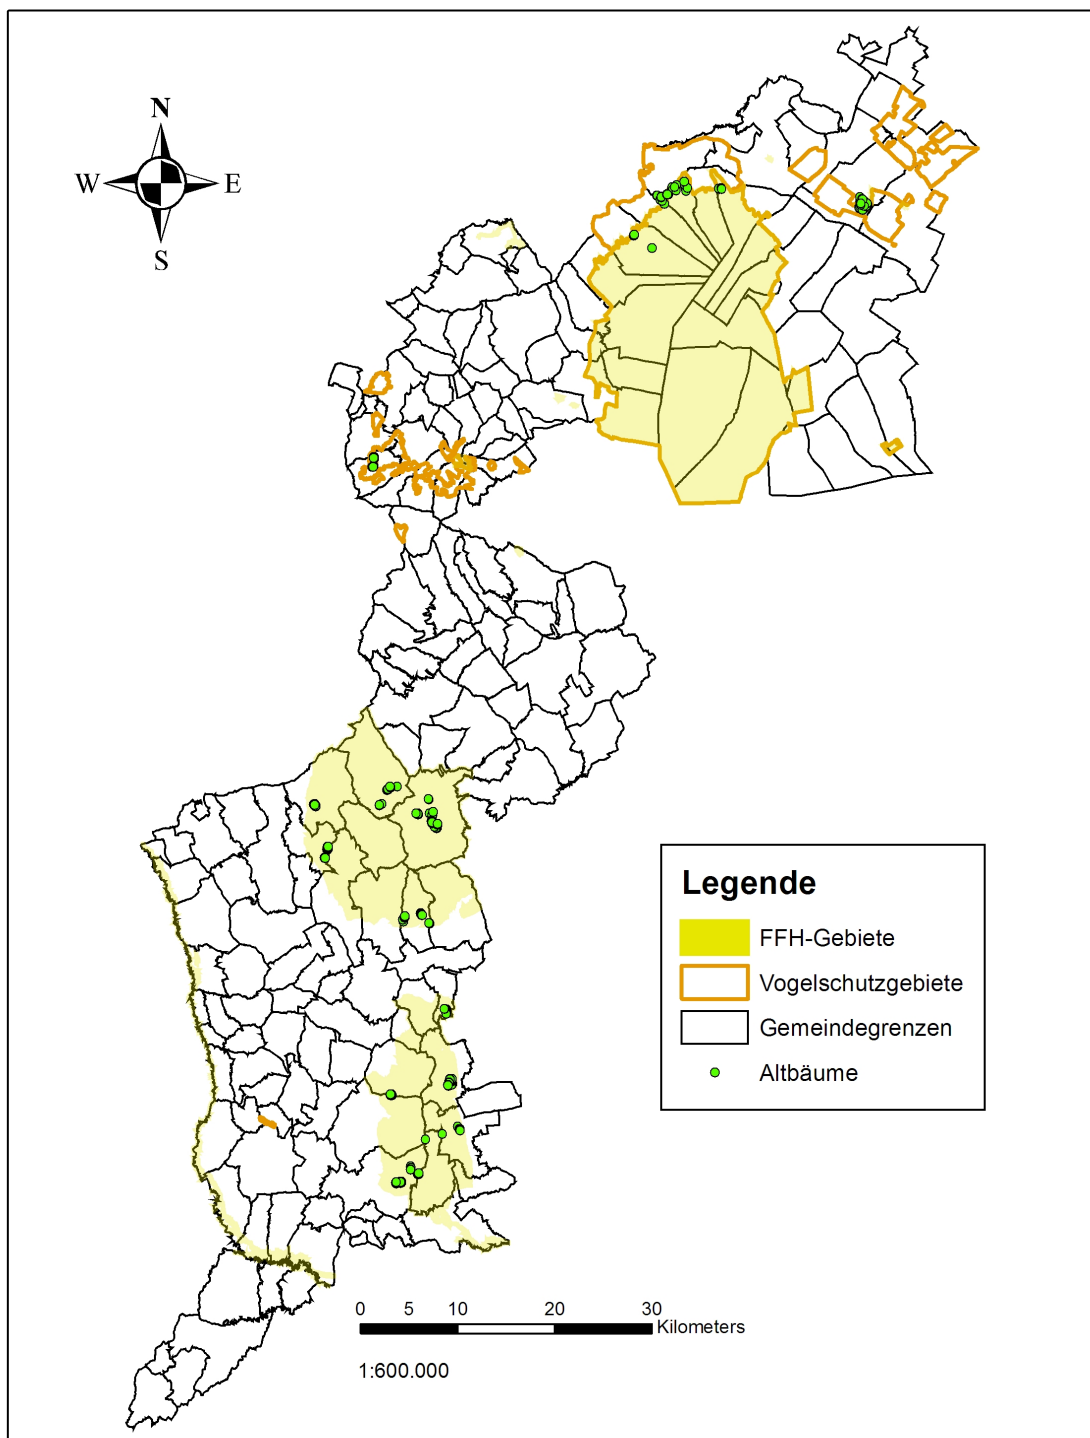 N
W E
S
Legende
FFH-Gebiete
Vogelschutzgebiete
Gemeindegrenzen
Altbäume
0 5 10 20 30
Kilometers
1:600.000